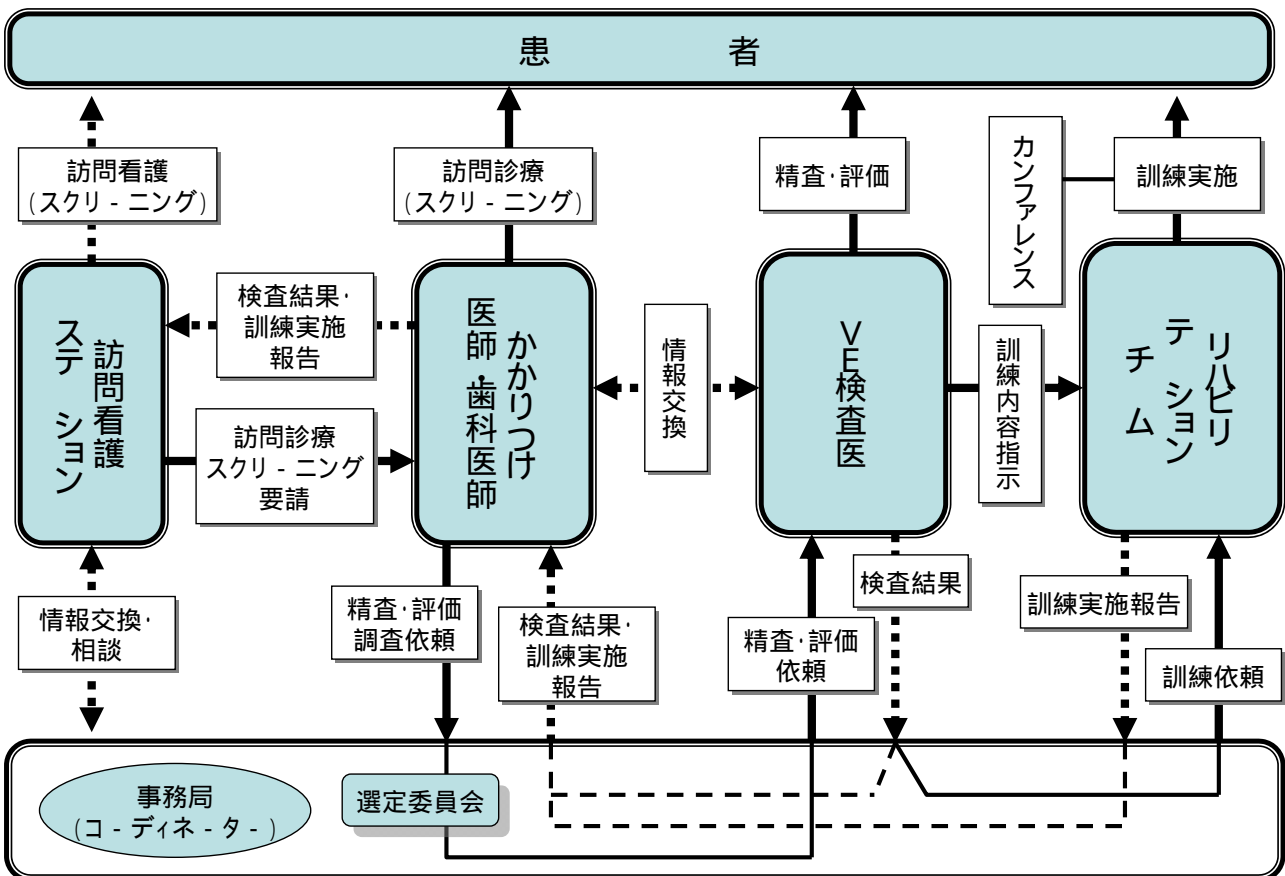 患　者
訪問看護
(スクリ-ニング)
訪問診療
(スクリ-ニング)
精査･評価
カンファレンス
訓練実施
訪問看護
ステ ション
検査結果･
訓練実施
報告
訪問診療
スクリ-ニング
要請
かかりつけ
医師･歯科医師
情報交換
VE検査医
訓練内容指示
リハビリ
テ ション
チ ム
情報交換･
相談
精査･評価
調査依頼
検査結果･
訓練実施
報告
精査･評価
依頼
検査結果
訓練実施報告
訓練依頼
事務局
(コ-ディネ-タ-)
選定委員会